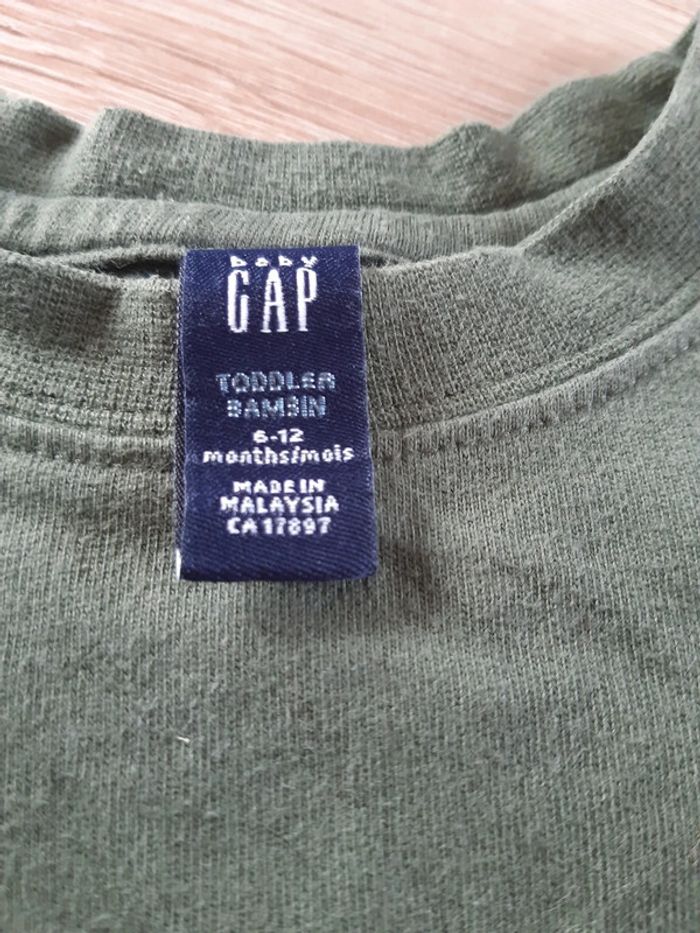 baby
GAP
TODDLER
BAMBIN
6-12
months/mois
MADE IN
MALAYSIA
CA 17897